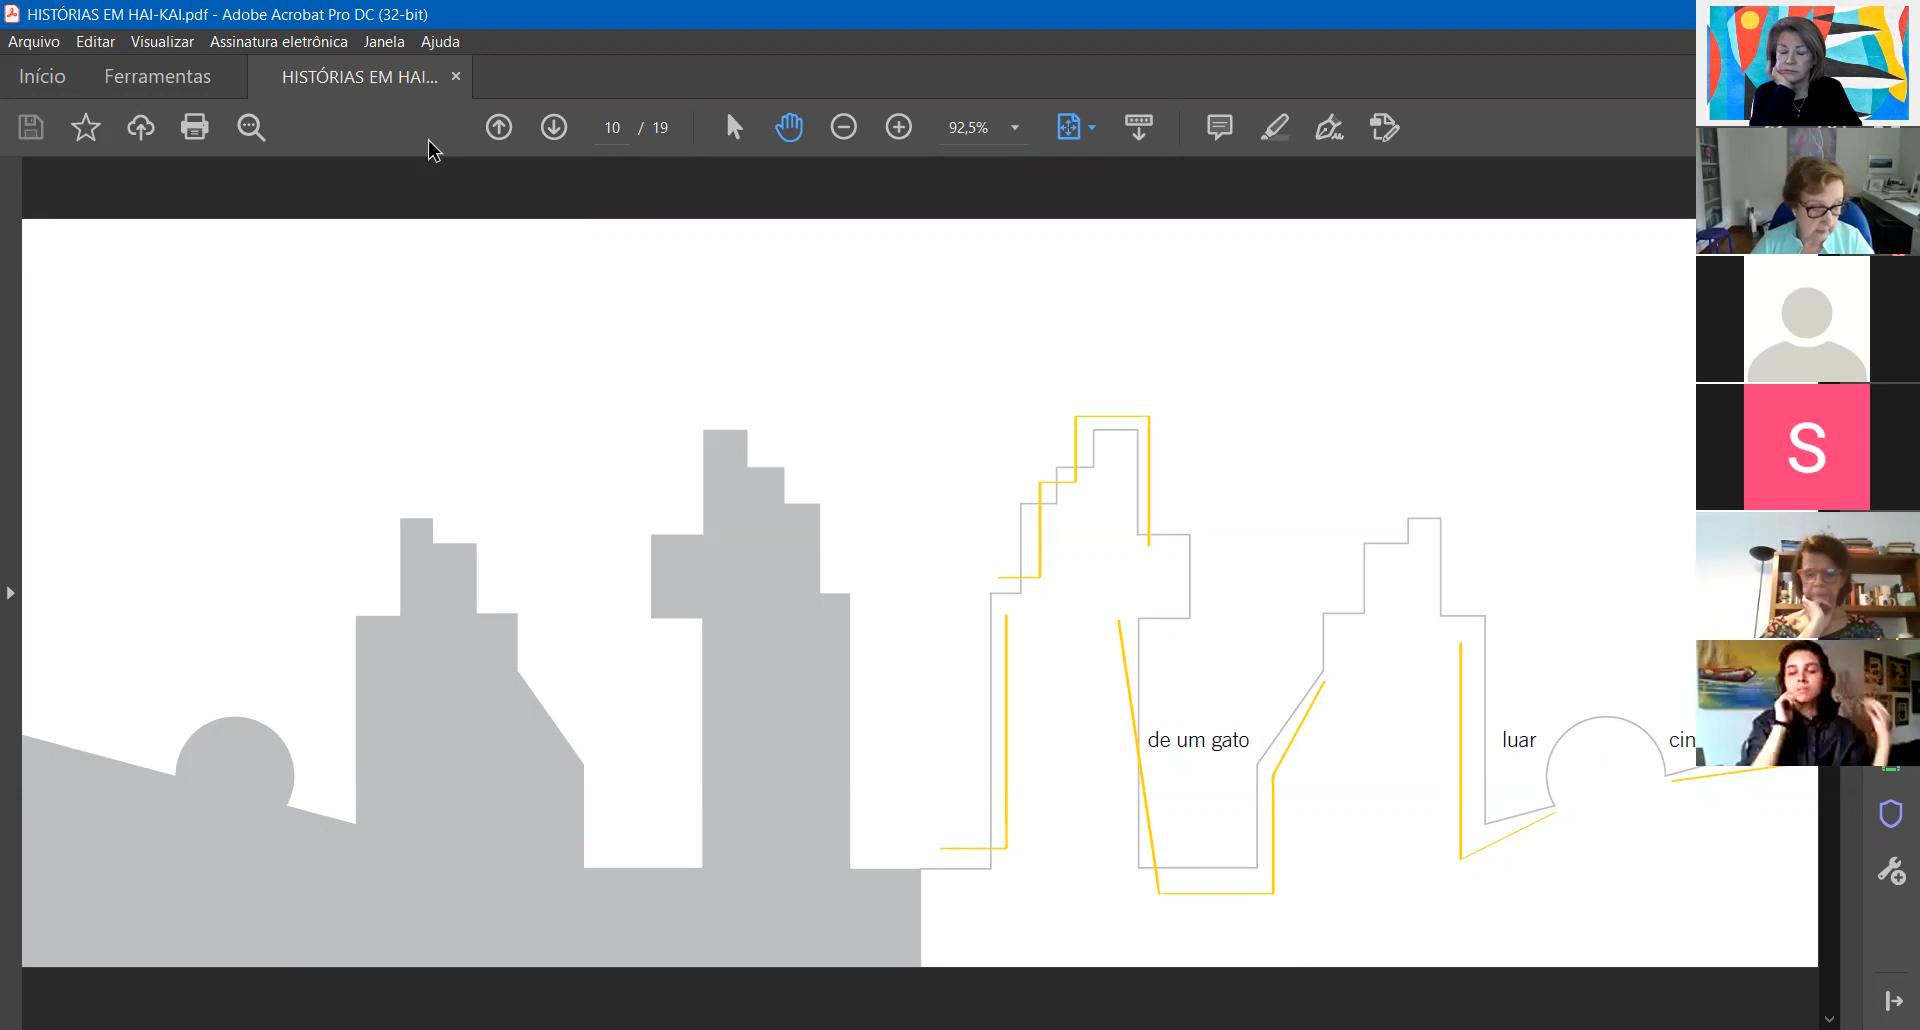 HISTÓRIAS EM HAI-KAI.pdf - Adobe Acrobat Pro DC (32-bit)
Arquivo Editar Visualizar Assinatura eletrônica Janela Ajuda
Início Ferramentas HISTÓRIAS EM HAI... ×
10 / 19 92,5%
S
de um gato luar cin